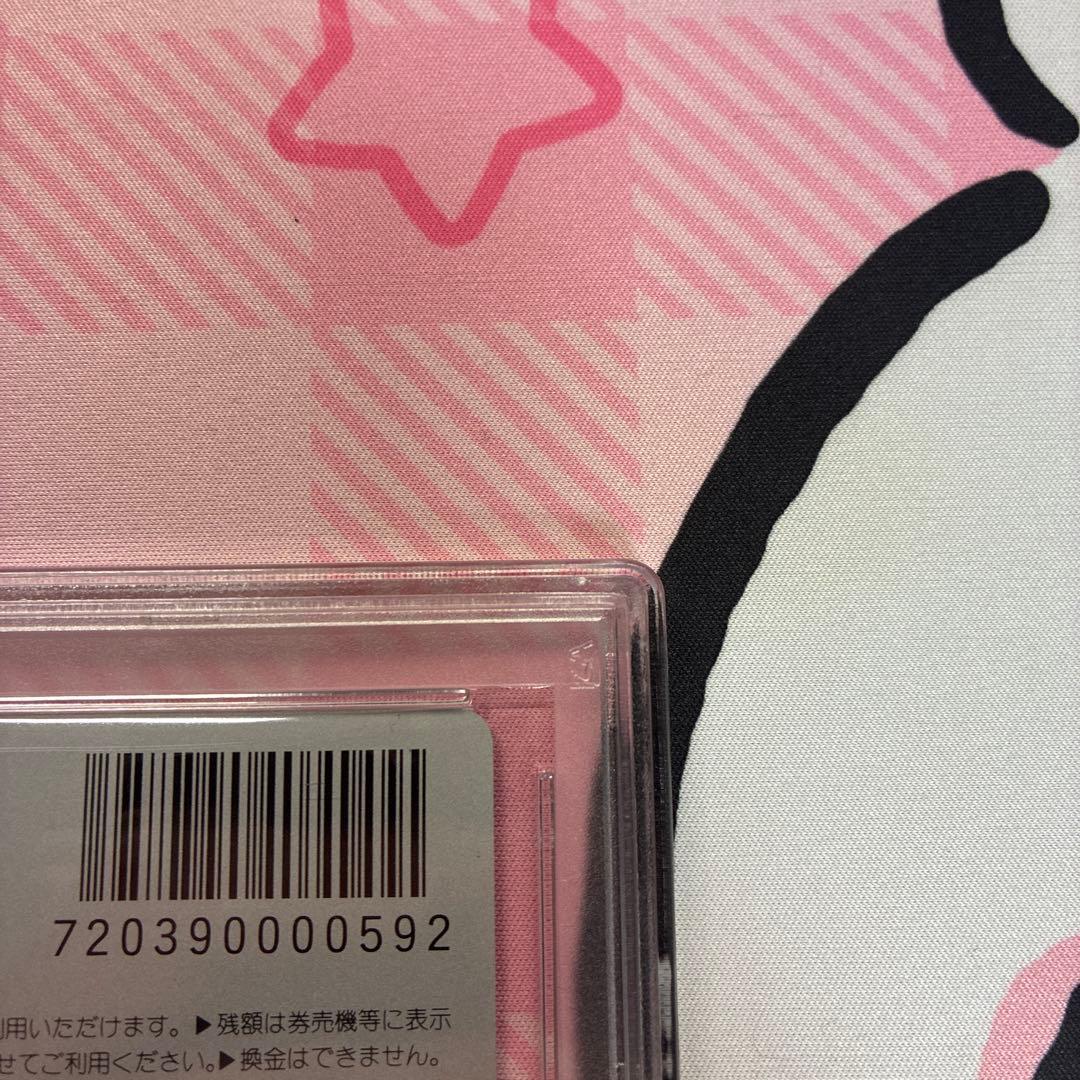 720390000592
利用いただけます。▶残額は券売機等に表示
せてご利用ください。▶換金はできません。